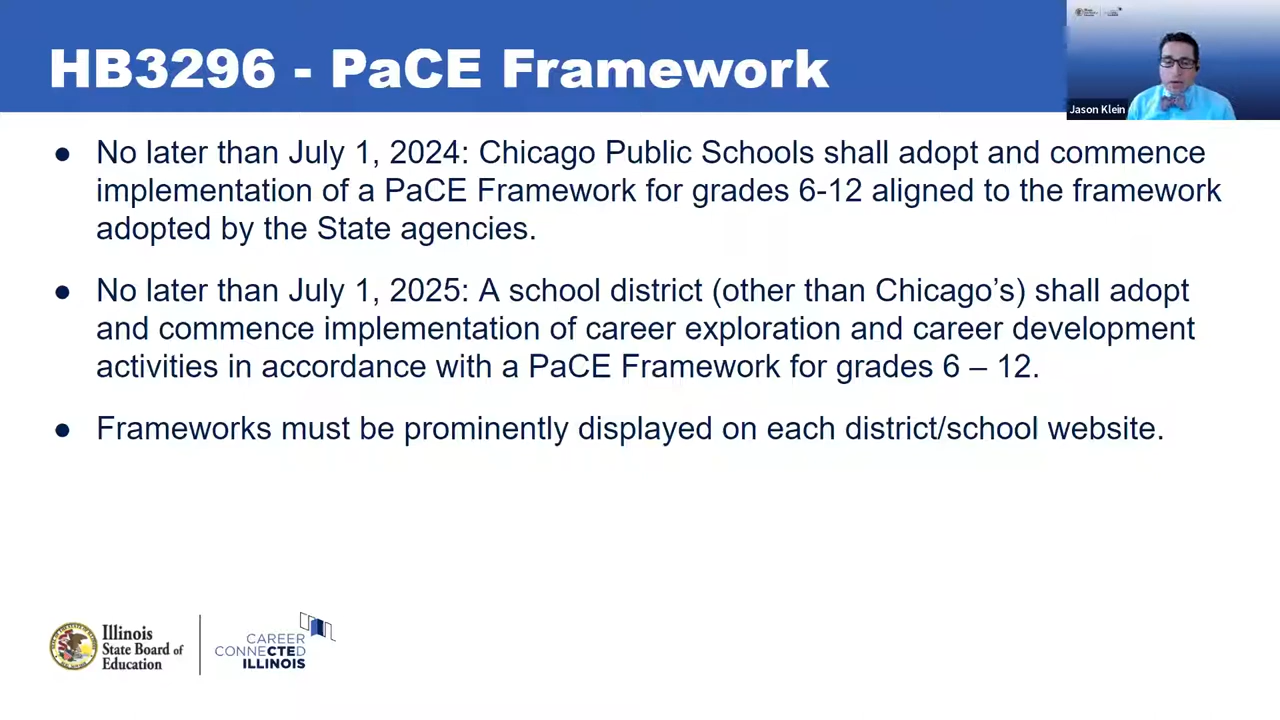 HB3296 - PaCE Framework
Jason Klein
● No later than July 1, 2024: Chicago Public Schools shall adopt and commence
implementation of a PaCE Framework for grades 6-12 aligned to the framework
adopted by the State agencies.
● No later than July 1, 2025: A school district (other than Chicago’s) shall adopt
and commence implementation of career exploration and career development
activities in accordance with a PaCE Framework for grades 6 – 12.
● Frameworks must be prominently displayed on each district/school website.
Illinois
State Board of
Education
CAREER
CONNECTED
ILLINOIS